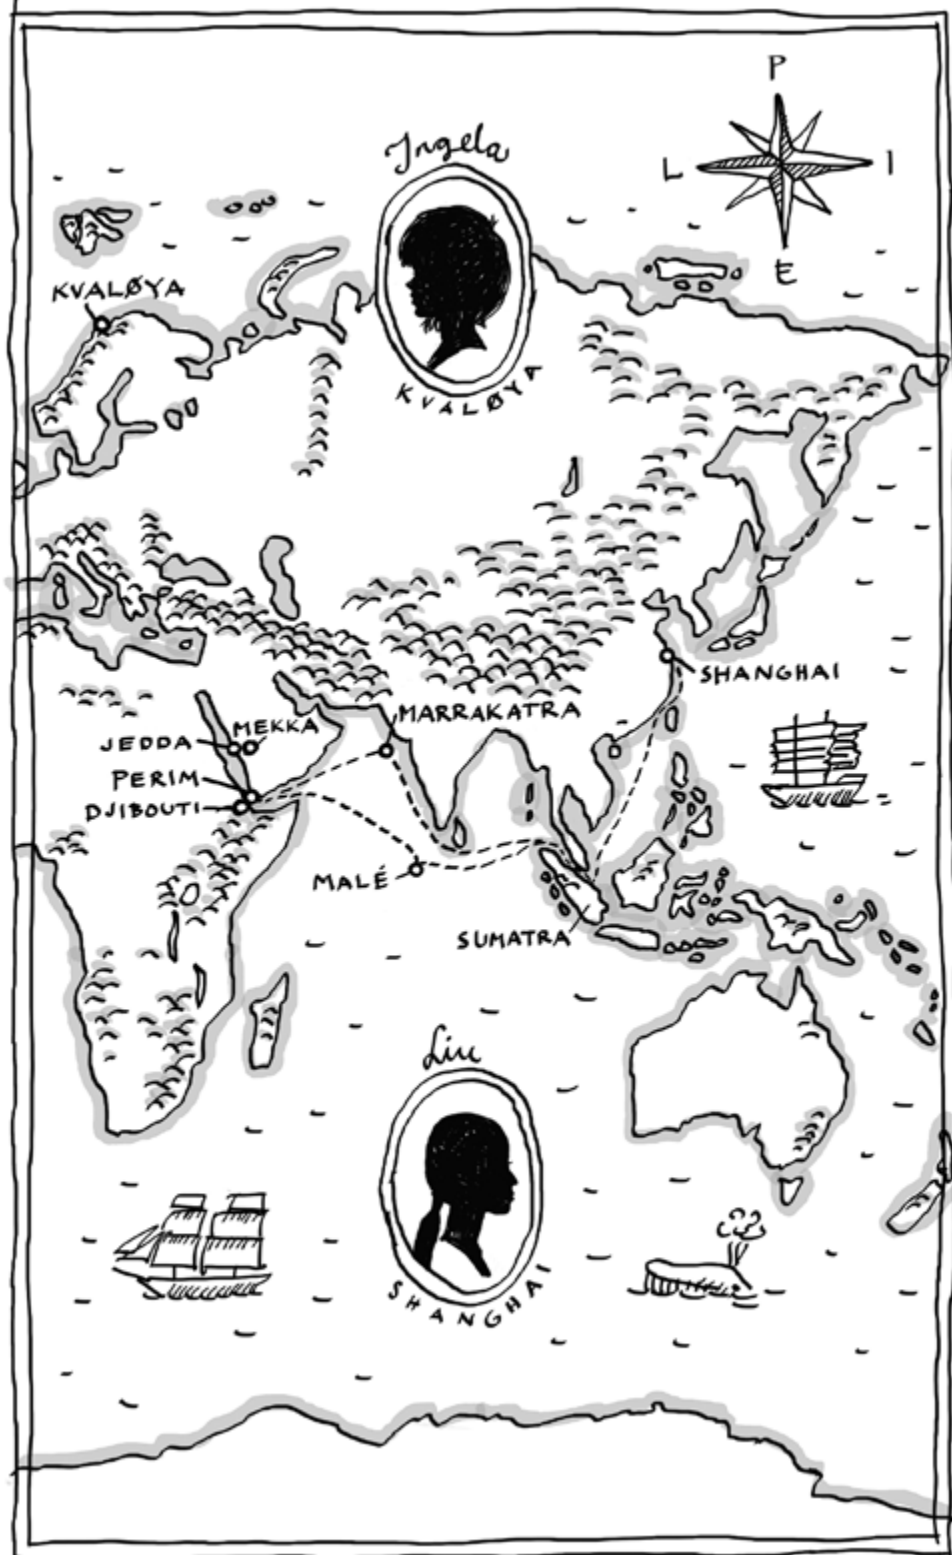 P
L I
E
Ingela
KVALØYA
KVALØYA
SHANGHAI
MARRAKATRA
MEKKA
JEDDA
PERIM
DJIBOUTI
MALÉ
SUMATRA
Liu
SHANGHAI